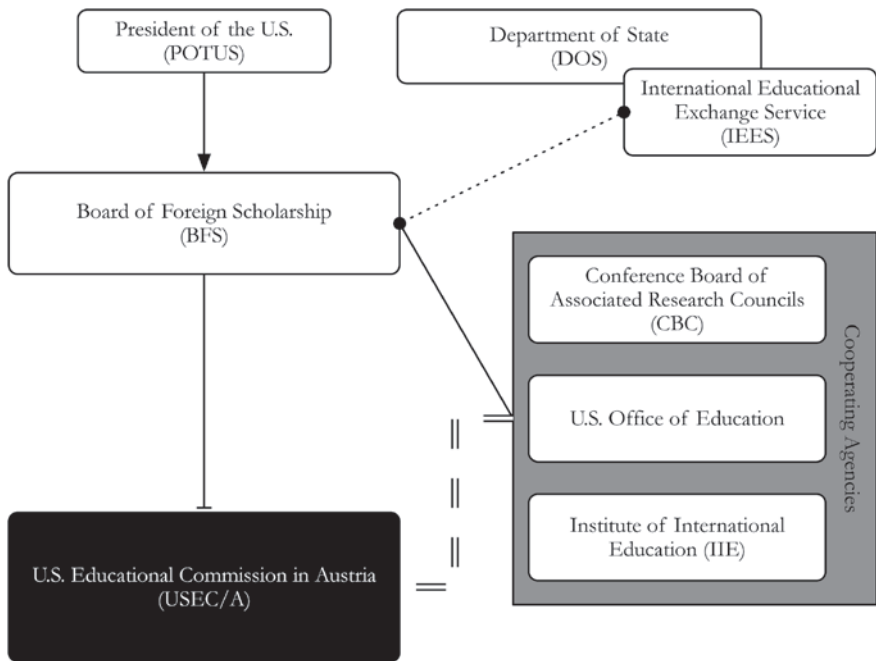 President of the U.S.
(POTUS)
Department of State
(DOS)
International Educational
Exchange Service
(IEES)
Board of Foreign Scholarship
(BFS)
Conference Board of
Associated Research Councils
(CBC)
U.S. Office of Education
Institute of International
Education (IIE)
Cooperating Agencies
U.S. Educational Commission in Austria
(USEC/A)